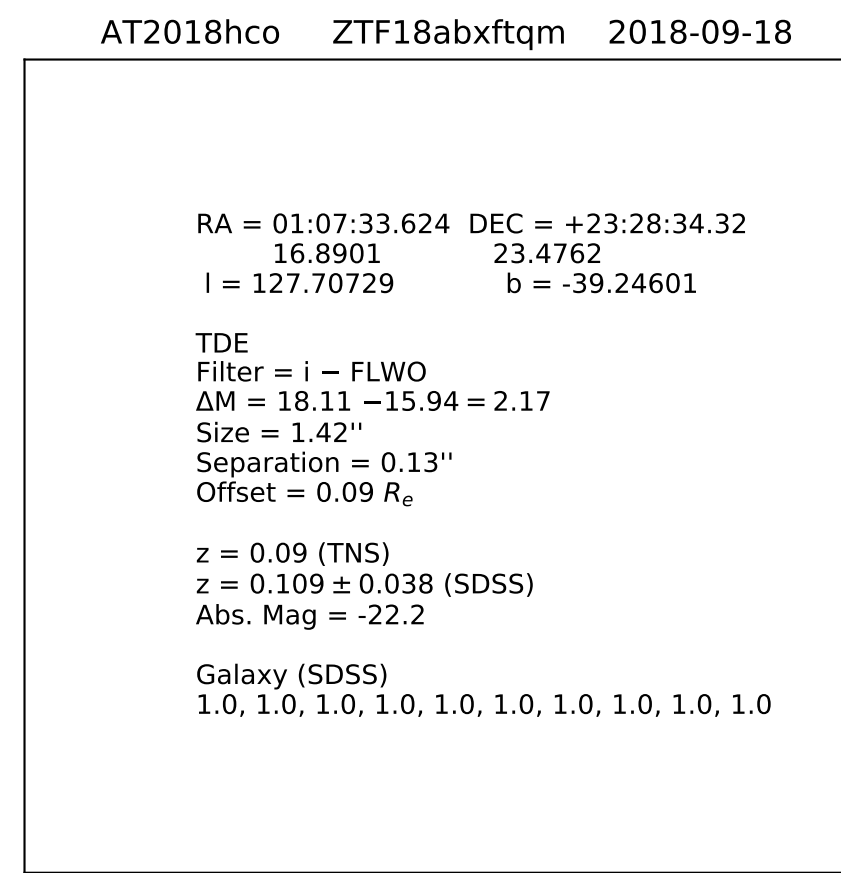 AT2018hco ZTF18abxftqm 2018-09-18
RA = 01:07:33.624 DEC = +23:28:34.32
16.8901 23.4762
l = 127.70729 b = -39.24601
TDE
Filter = i − FLWO
ΔM = 18.11 −15.94 = 2.17
Size = 1.42''
Separation = 0.13''
Offset = 0.09 Re
z = 0.09 (TNS)
z = 0.109 ± 0.038 (SDSS)
Abs. Mag = -22.2
Galaxy (SDSS)
1.0, 1.0, 1.0, 1.0, 1.0, 1.0, 1.0, 1.0, 1.0, 1.0